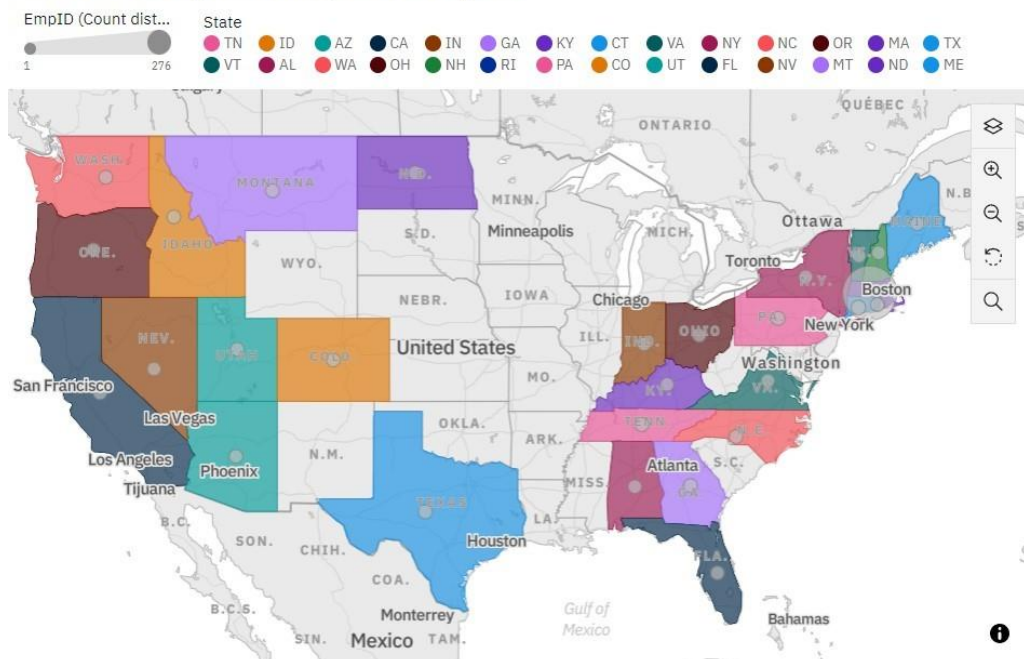 EmpID (Count dist...
1 276
State
TN ID AZ CA IN GA KY CT VA NY NC OR MA TX
VT AL WA OH NH RI PA CO UT FL NV MT ND ME
QUÉBEC
ONTARIO
WASH.
MONTANA
N.D.
MINN.
N.B.
MAINE
Ottawa
ORE.
IDAHO
S.D.
Minneapolis
MICH.
Toronto
N.Y.
WYO.
Boston
NEBR.
IOWA
Chicago
NEV.
UTAH
COLO.
United States
ILL.
IND.
OHIO
PA.
New York
Washington
San Francisco
MO.
KY.
VA.
Las Vegas
OKLA.
TENN.
N.C.
Los Angeles
Phoenix
N.M.
ARK.
Atlanta
S.C.
Tijuana
MISS.
GA.
TEXAS
B.C.
LA.
SON.
CHIH.
Houston
FLA.
COA.
B.C.S.
Monterrey
Gulf of
Mexico
Bahamas
SIN.
Mexico
TAM.